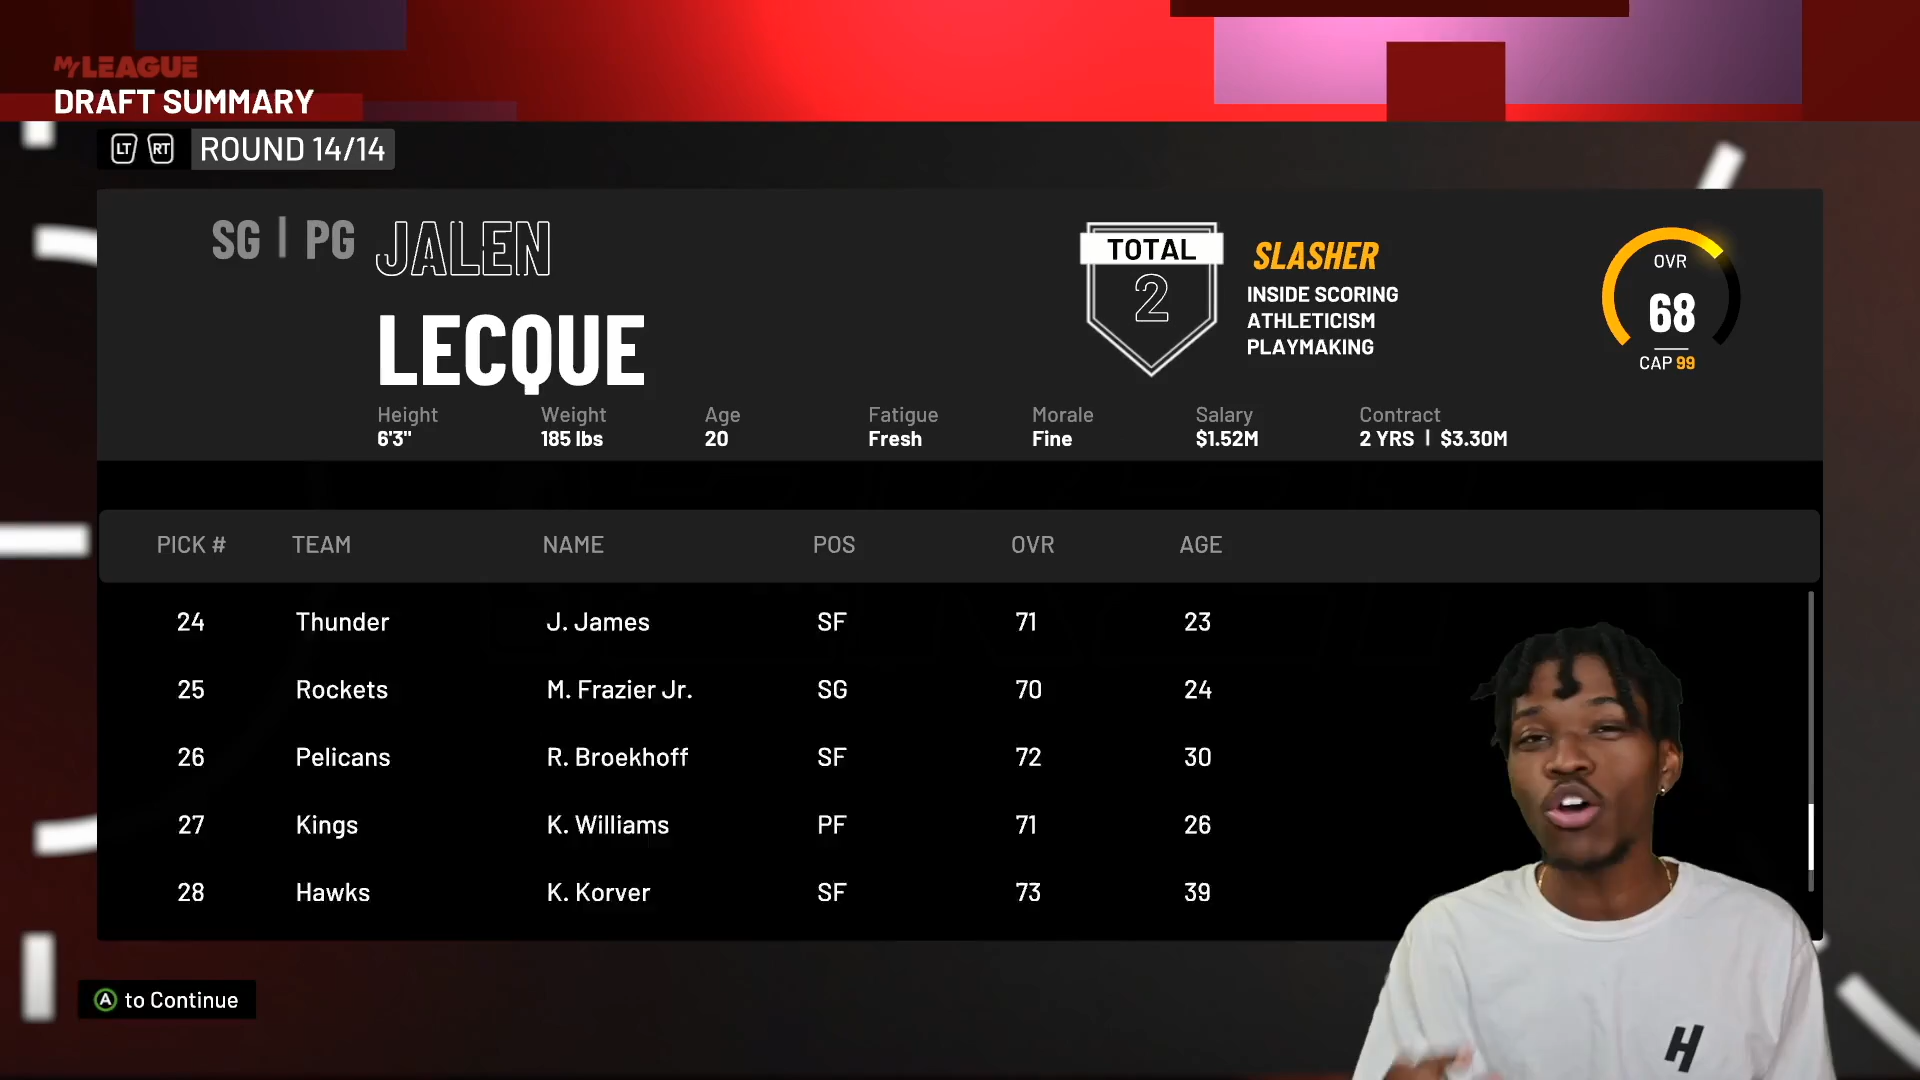 MyLEAGUE
DRAFT SUMMARY
LT RT ROUND 14/14
SG | PG JALEN
LECQUE
TOTAL
2
SLASHER
INSIDE SCORING
ATHLETICISM
PLAYMAKING
OVR
68
CAP 99
Height Weight Age Fatigue Morale Salary Contract
6'3" 185 lbs 20 Fresh Fine $1.52M 2 YRS | $3.30M
PICK # TEAM NAME POS OVR AGE
24 Thunder J. James SF 71 23
25 Rockets M. Frazier Jr. SG 70 24
26 Pelicans R. Broekhoff SF 72 30
27 Kings K. Williams PF 71 26
28 Hawks K. Korver SF 73 39
A to Continue
H